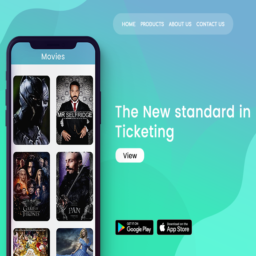 HOME PRODUCTS ABOUT US CONTACT US
Movies
MR SELFRIDGE
The New standard in
Ticketing
PAN
View
GET IT ON
Google Play
Download on the
App Store